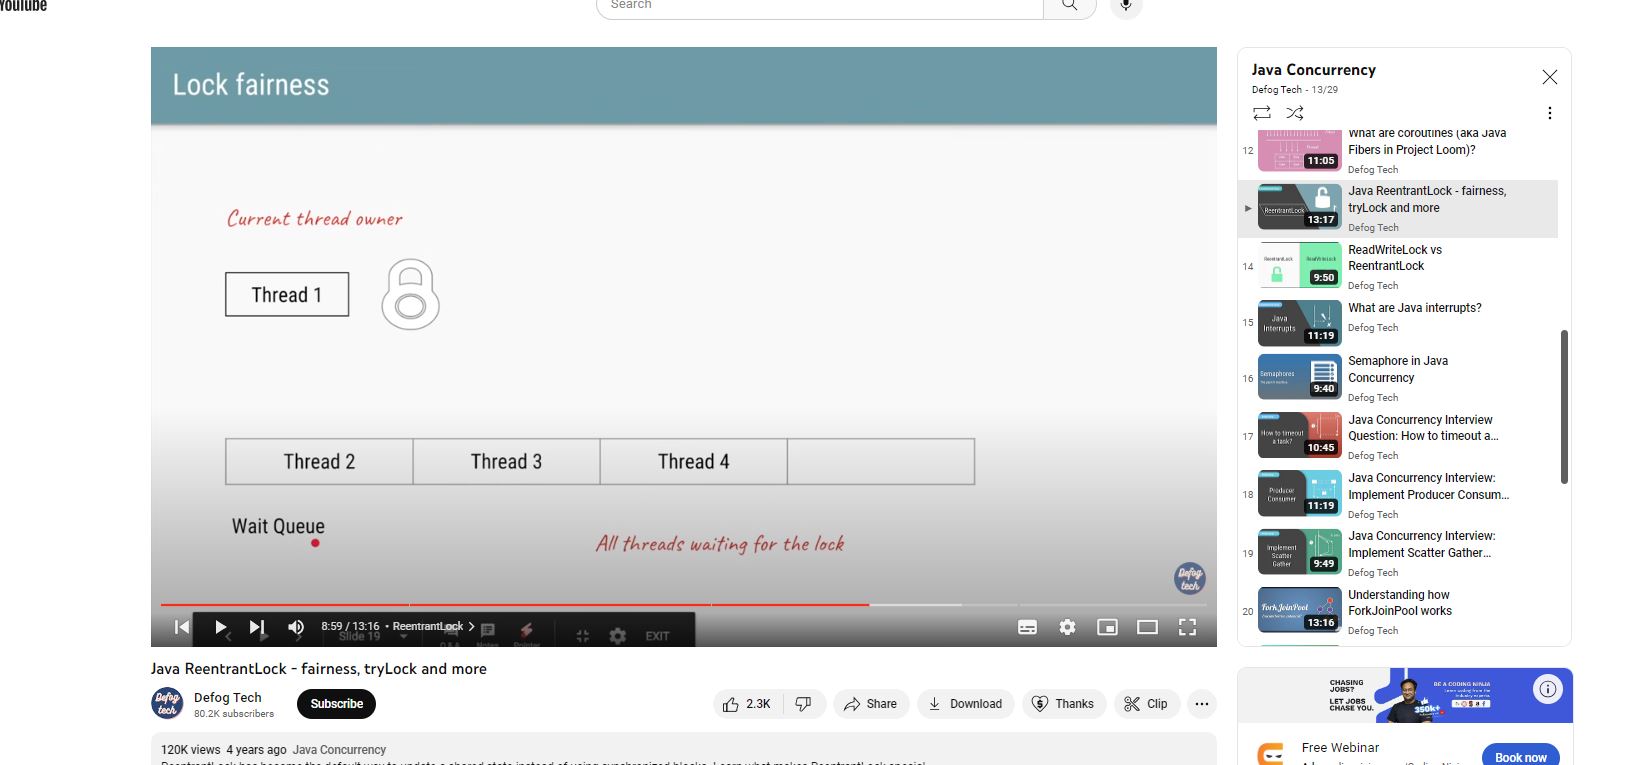 YouTube
Search
Lock fairness
Current thread owner
Thread 1
Thread 2
Thread 3
Thread 4
Wait Queue
All threads waiting for the lock
Defog
tech
8:59 / 13:16 • ReentrantLock >
Slide 19
EXIT
Java ReentrantLock - fairness, tryLock and more
Defog Tech
80.2K subscribers
Subscribe
2.3K
Share
Download
Thanks
Clip
120K views 4 years ago Java Concurrency
Java Concurrency
Defog Tech - 13/29
12
11:05
What are coroutines (aka Java
Fibers in Project Loom)?
Defog Tech
ReentrantLock
13:17
Java ReentrantLock - fairness,
tryLock and more
Defog Tech
14
ReentrantLock
ReadWriteLock
9:50
ReadWriteLock vs
ReentrantLock
Defog Tech
15
Java
Interrupts
11:19
What are Java interrupts?
Defog Tech
16
Semaphores
9:40
Semaphore in Java
Concurrency
Defog Tech
17
How to timeout
a task?
10:45
Java Concurrency Interview
Question: How to timeout a...
Defog Tech
18
Producer
Consumer
11:19
Java Concurrency Interview:
Implement Producer Consum...
Defog Tech
19
Implement
Scatter
Gather
9:49
Java Concurrency Interview:
Implement Scatter Gather...
Defog Tech
20
ForkJoinPool
13:16
Understanding how
ForkJoinPool works
Defog Tech
CHASING
JOBS?
LET JOBS
CHASE YOU.
350k+
BE A CODING NINJA
Free Webinar
Book now